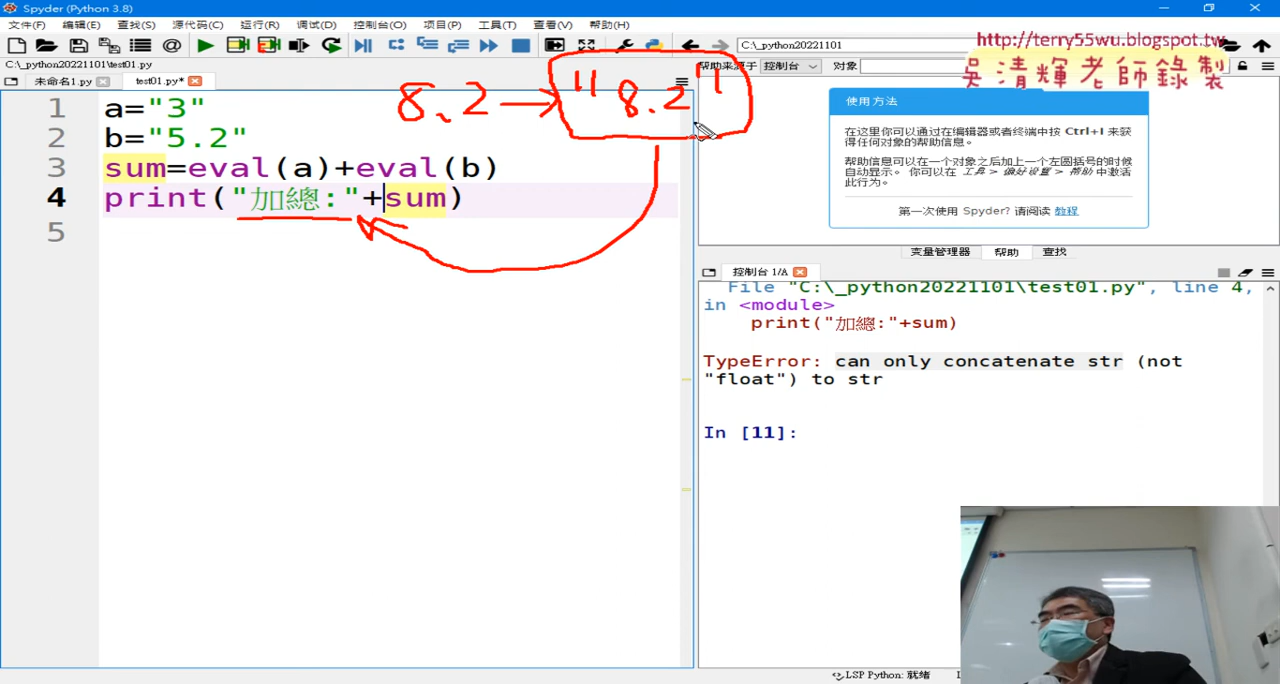 Spyder (Python 3.8)
文件(F) 编辑(E) 查找(S) 源代码(C) 运行(R) 调试(D) 控制台(O) 项目(P) 工具(T) 查看(V) 帮助(H)
C:\_python20221101
http://terry55wu.blogspot.tw
吳清輝老師錄製
C:\_python20221101\test01.py
帮助来源于 控制台 对象
未命名1.py test01.py*
8.2 → "8.2"
1 a="3"
2 b="5.2"
3 sum=eval(a)+eval(b)
4 print("加總:"+sum)
5
使用方法
在这里你可以通过在编辑器或者终端中按 Ctrl+I 来获
得任何对象的帮助信息。
帮助信息可以在一个对象之后加上一个左圆括号的时候
自动显示。 你可以在 工具 > 偏好设置 > 帮助 中激活
此行为。
第一次使用 Spyder? 请阅读 教程
变量管理器 帮助 查找
控制台 1/A
File "C:\_python20221101\test01.py", line 4,
in <module>
print("加總:"+sum)
TypeError: can only concatenate str (not
"float") to str
In [11]:
LSP Python: 就绪